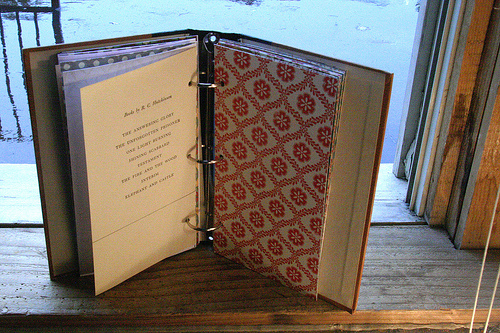 Books by R. C. Hutchinson
THE ANSWERING GLORY
THE UNFORGOTTEN PRISONER
ONE LIGHT BURNING
SHINING SCABBARD
TESTAMENT
THE FIRE AND THE WOOD
INTERIM
ELEPHANT AND CASTLE